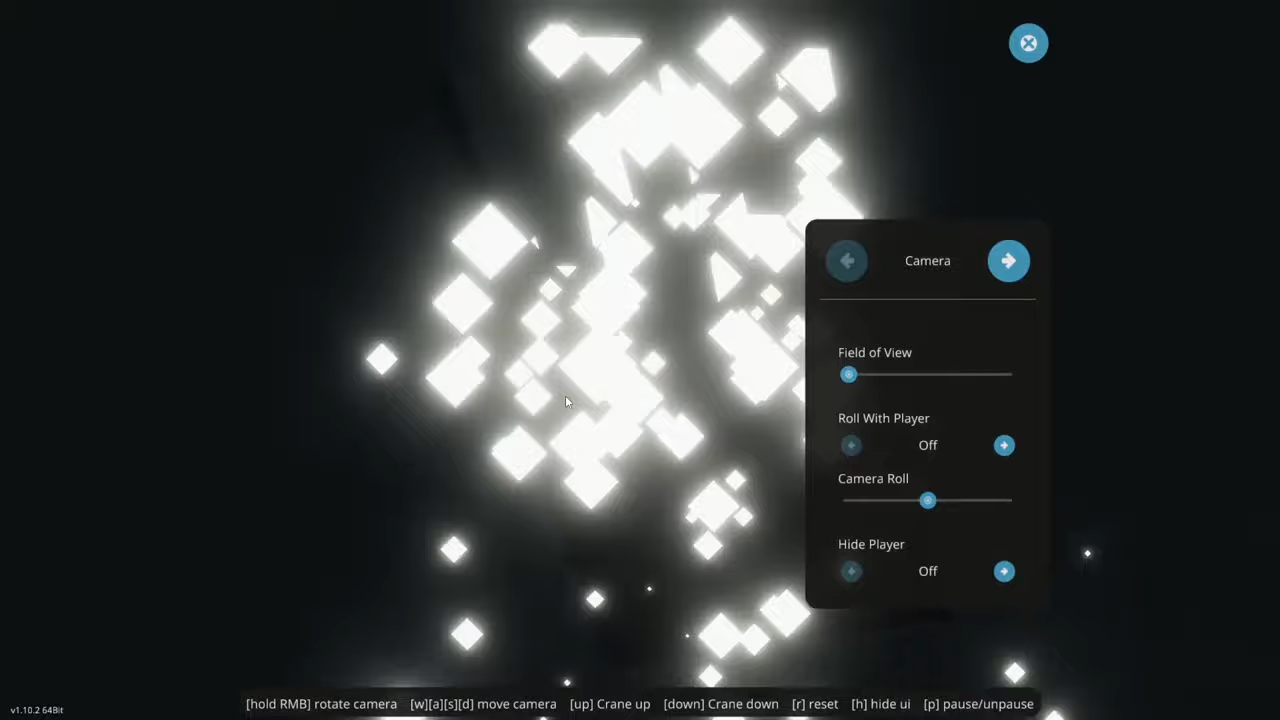 Camera
Field of View
Roll With Player
Off
Camera Roll
Hide Player
Off
[hold RMB] rotate camera [w][a][s][d] move camera [up] Crane up [down] Crane down [r] reset [h] hide ui [p] pause/unpause
v1.10.2 64Bit